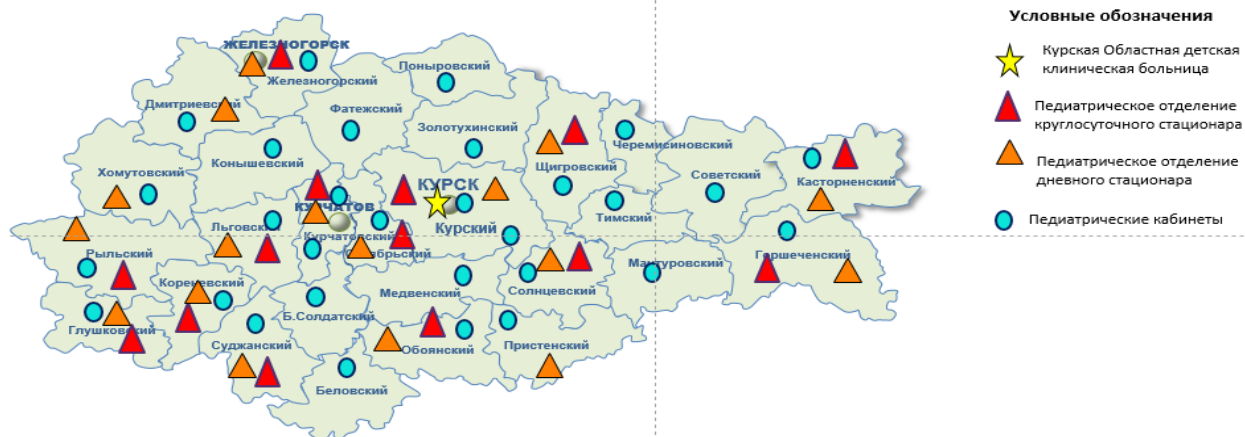 Условные обозначения
Курская Областная детская
клиническая больница
Педиатрическое отделение
круглосуточного стационара
Педиатрическое отделение
дневного стационара
Педиатрические кабинеты
ЖЕЛЕЗНОГОРСК
Железногорский
Поныровский
Дмитриевский
Фатежский
Золотухинский
Черемисиновский
Конышевский
Щигровский
Хомутовский
Советский
Касторненский
КУРСК
КУРЧАТОВ
Тимский
Льговский
Курчатовский
Курский
Рыльский
Мантуровский
Горшеченский
Кореневский
Медвенский
Солнцевский
Б.Солдатский
Глушковский
Суджанский
Обоянский
Пристенский
Беловский